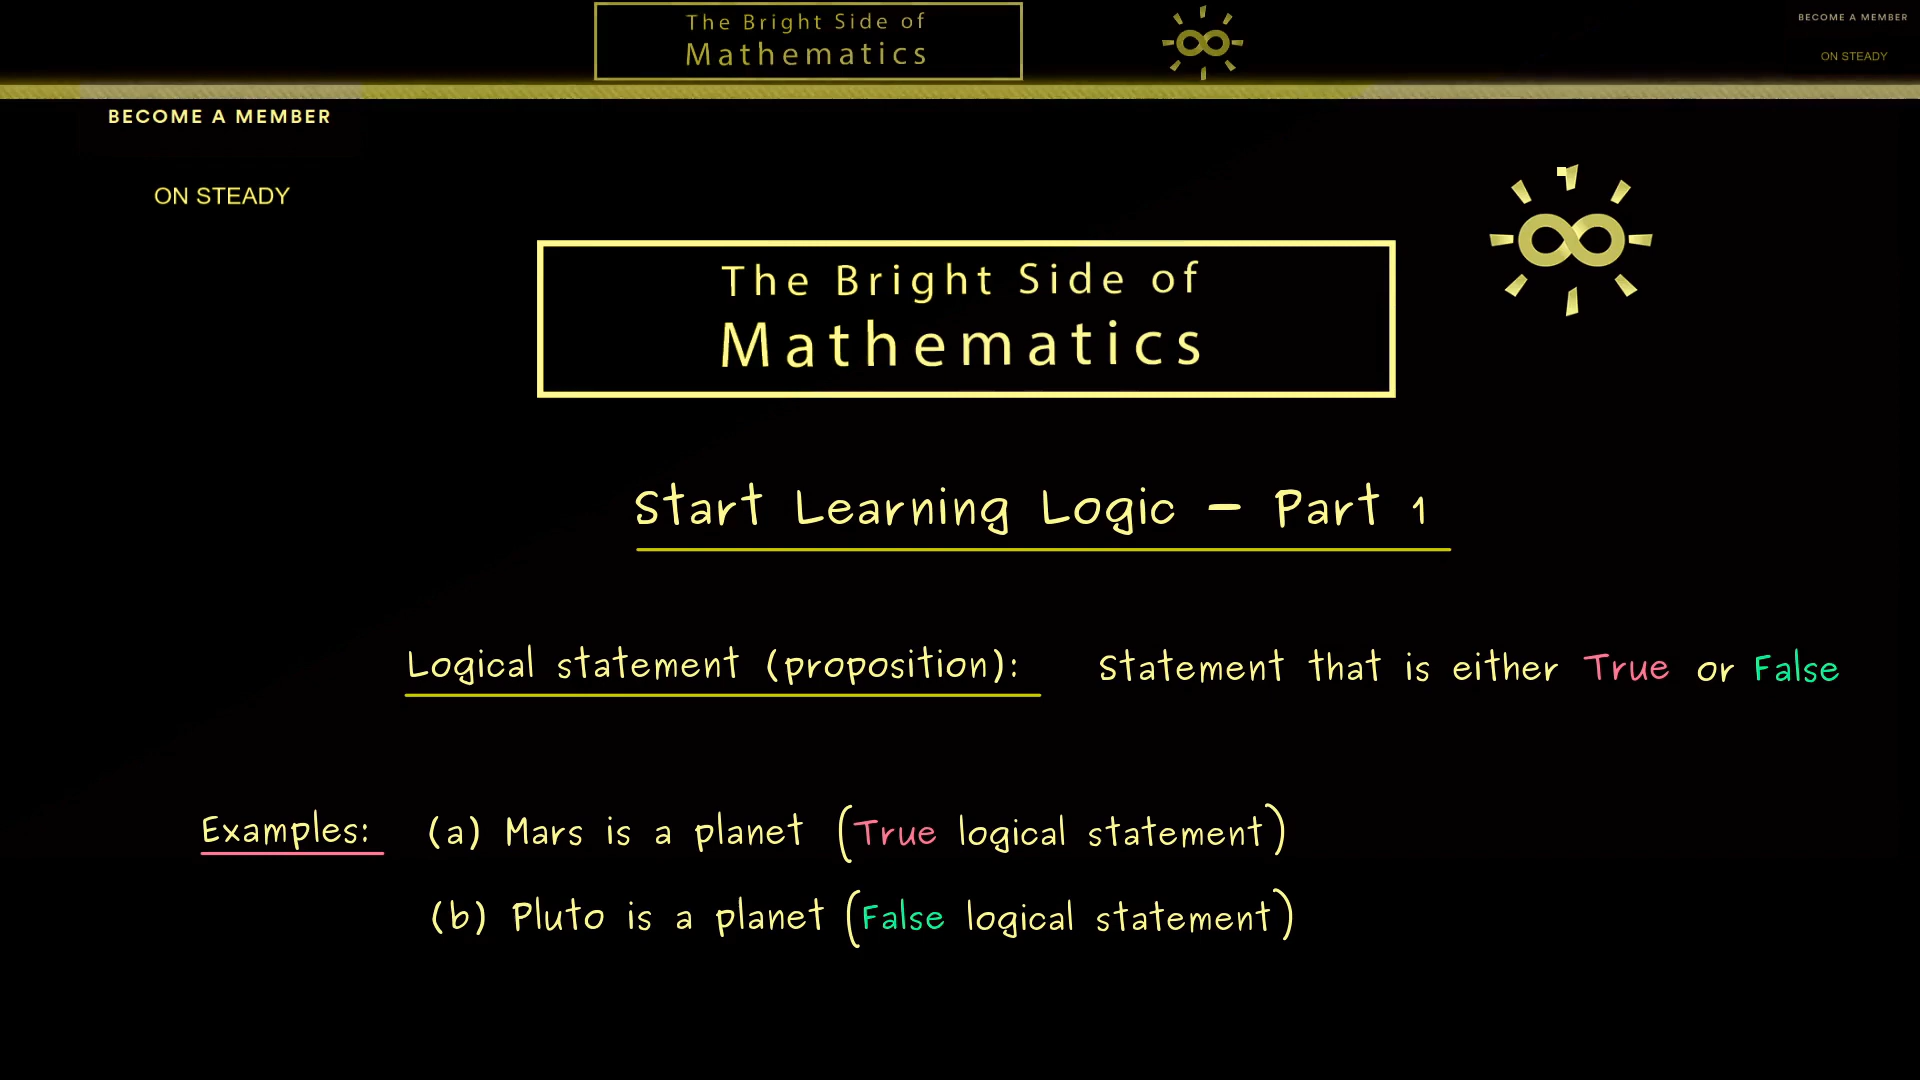 The Bright Side of
Mathematics
BECOME A MEMBER
ON STEADY
BECOME A MEMBER
ON STEADY
The Bright Side of
Mathematics
Start Learning Logic – Part 1
Logical statement (proposition): Statement that is either True or False
Examples: (a) Mars is a planet (True logical statement)
(b) Pluto is a planet (False logical statement)